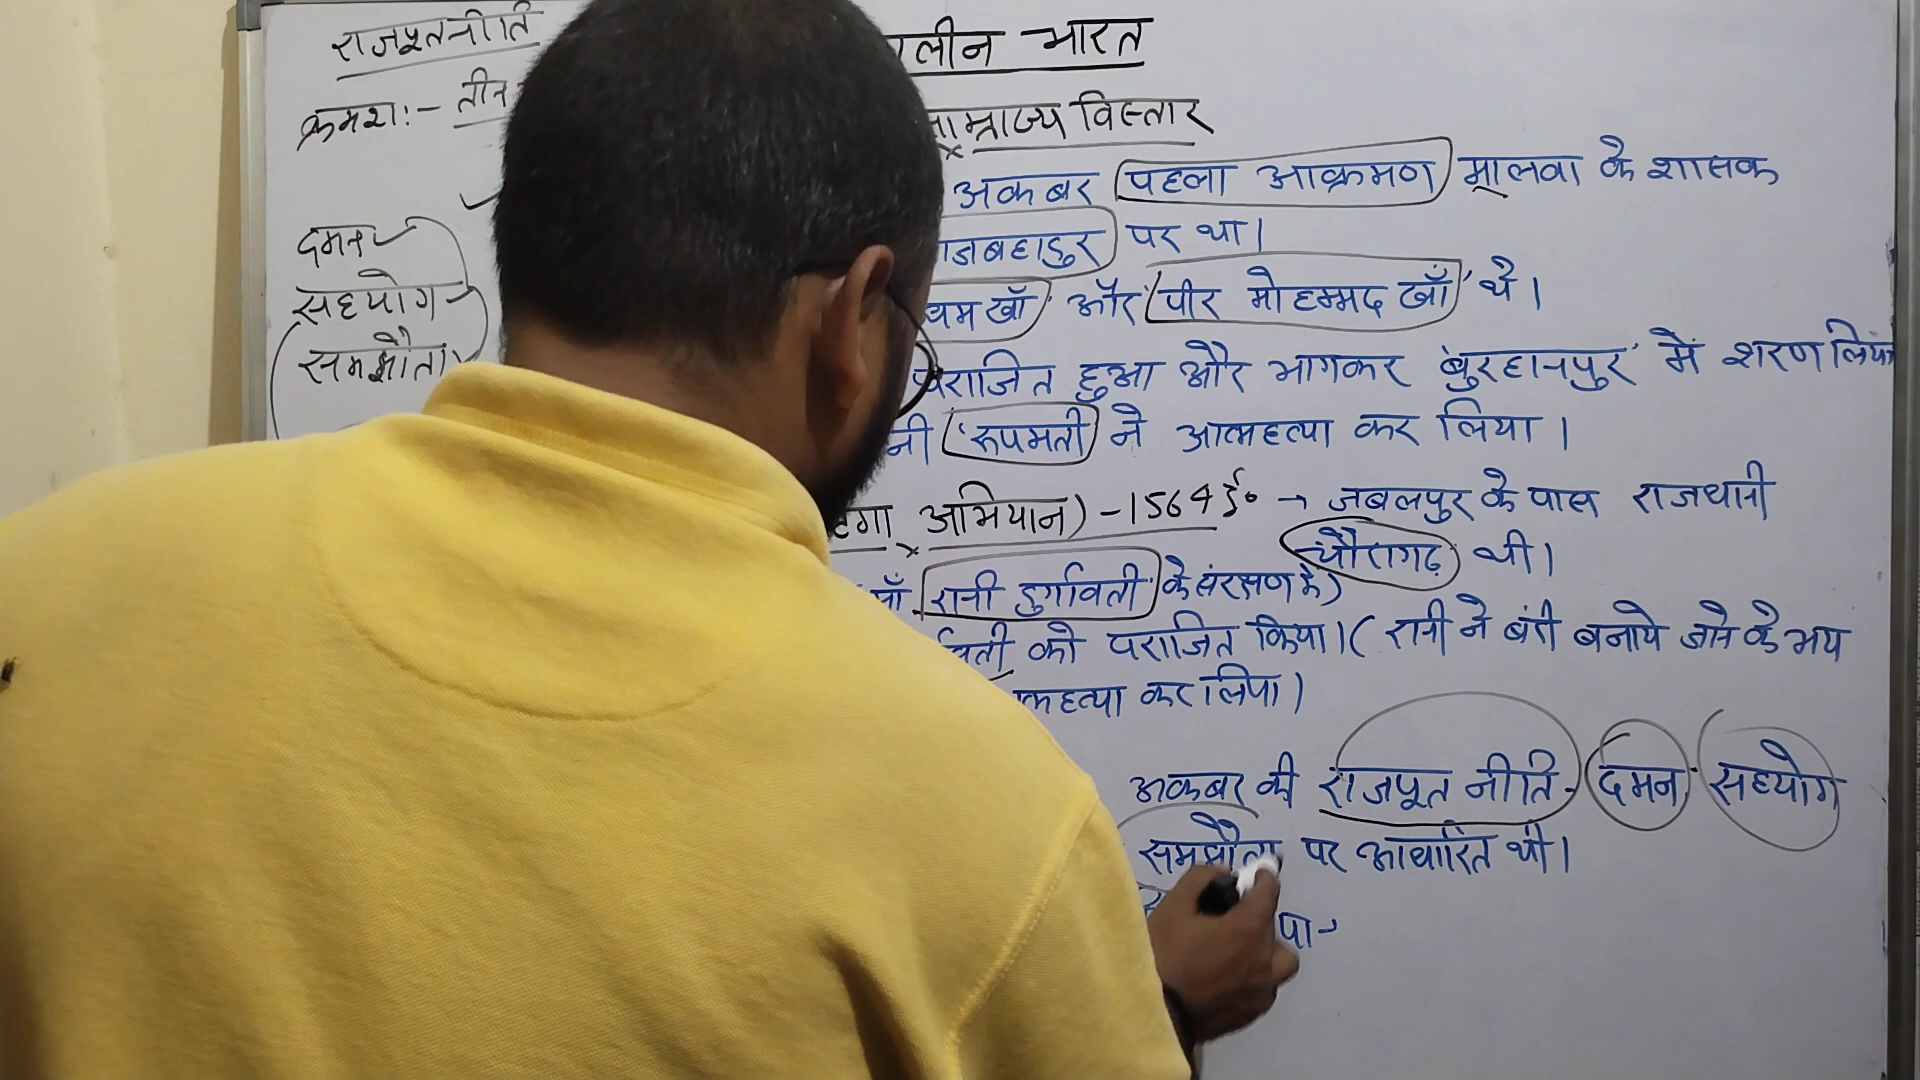 राजपूतनीति
लीन भारत
क्रमशः- तीन
साम्राज्य विस्तार
अकबर पहला आक्रमण मालवा के शासक
दमन
बाजबहादुर पर था।
सहयोग
खाँ और 'पीर मोहम्मद खाँ' थे।
समझौता
पराजित हुआ और भागकर 'बुरहानपुर' में शरण लिया
नी 'रूपमती' ने आत्महत्या कर लिया।
टगा अभियान) -1564 ई० → जबलपुर के पास राजधानी
चौरागढ़ थी।
रानी दुर्गावती के संरक्षण में)
वती को पराजित किया। (रानी ने बंदी बनाये जाने के भय
त्महत्या कर लिया)
अकबर की राजपूत नीति- दमन, सहयोग
समझौता पर आधारित थी।
पा-